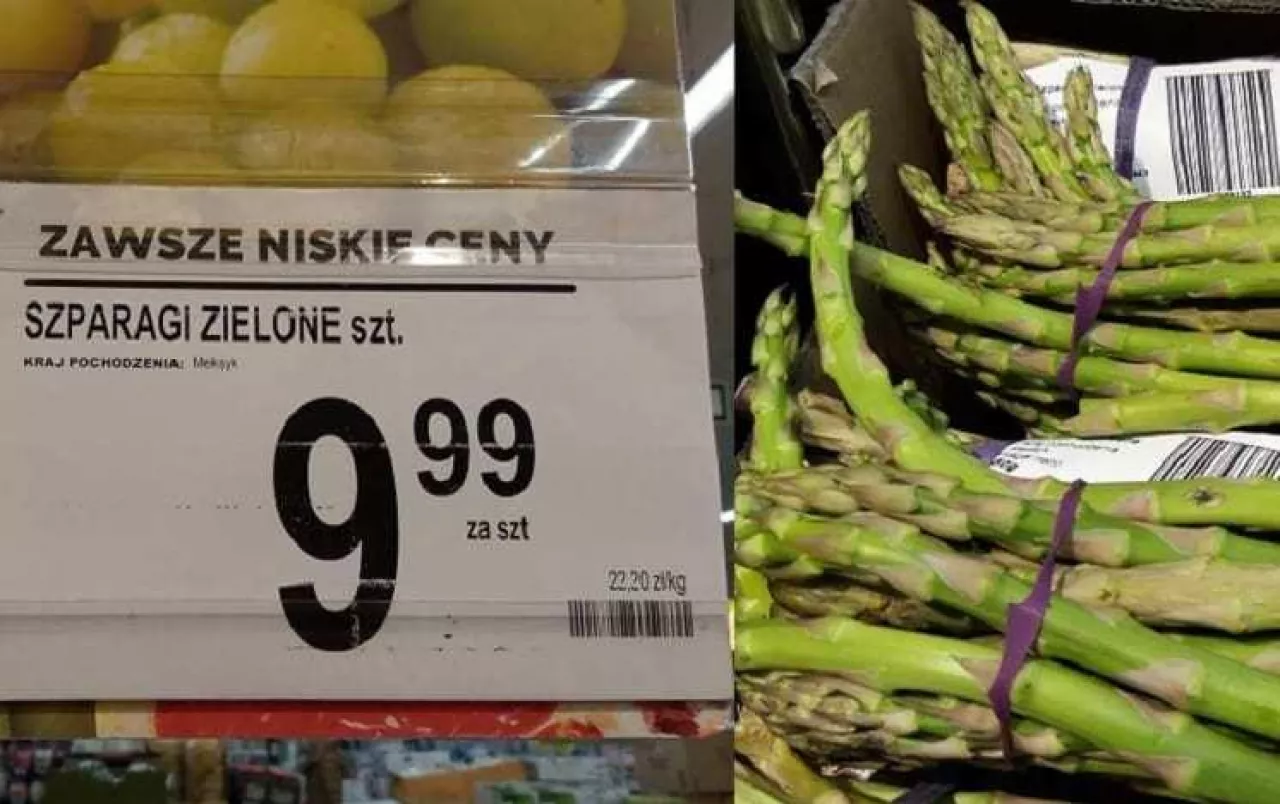 ZAWSZE NISKIE CENY
SZPARAGI ZIELONE szt.
KRAJ POCHODZENIA: Meksyk
9 99
za szt
22,20 zł/kg